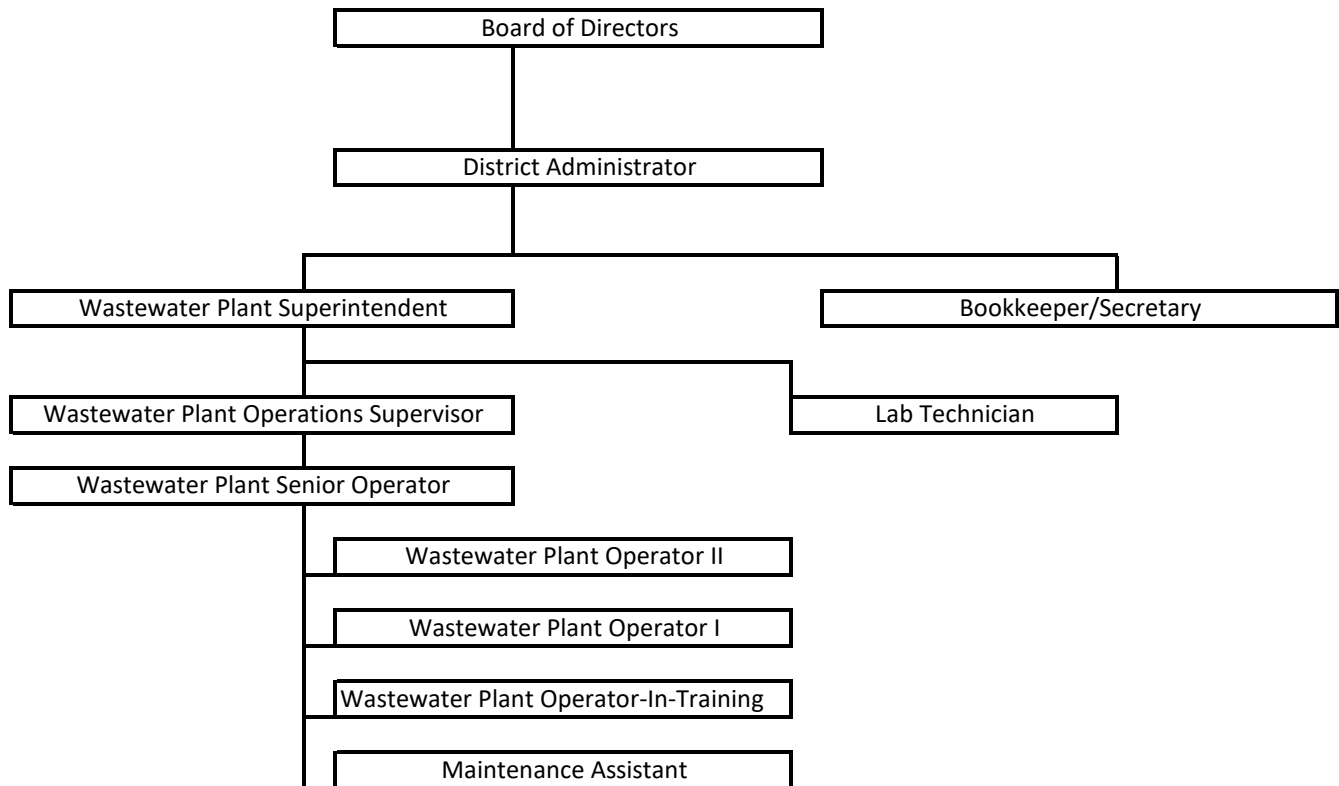 Board of Directors
District Administrator
Wastewater Plant Superintendent
Bookkeeper/Secretary
Wastewater Plant Operations Supervisor
Lab Technician
Wastewater Plant Senior Operator
Wastewater Plant Operator II
Wastewater Plant Operator I
Wastewater Plant Operator-In-Training
Maintenance Assistant